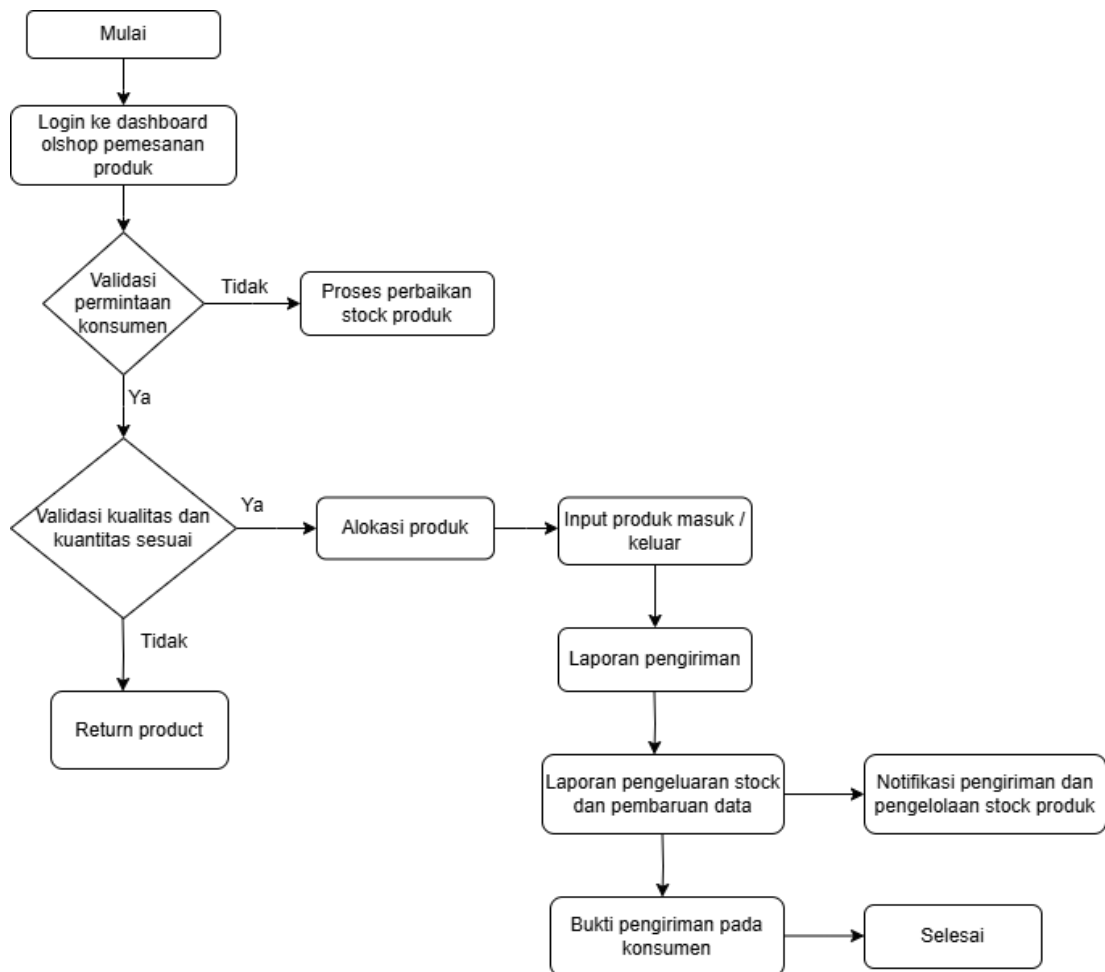 Mulai
Login ke dashboard
olshop pemesanan
produk
Validasi
permintaan
konsumen
Tidak
Proses perbaikan
stock produk
Ya
Validasi kualitas dan
kuantitas sesuai
Ya
Alokasi produk
Input produk masuk /
keluar
Tidak
Return product
Laporan pengiriman
Laporan pengeluaran stock
dan pembaruan data
Notifikasi pengiriman dan
pengelolaan stock produk
Bukti pengiriman pada
konsumen
Selesai